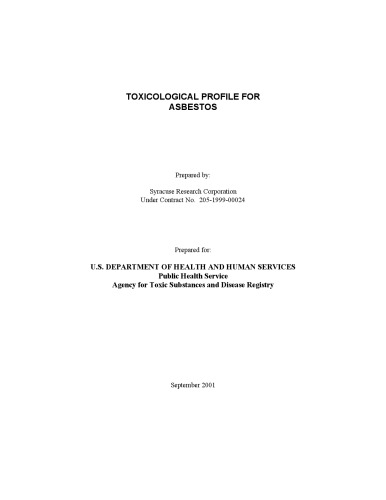 TOXICOLOGICAL PROFILE FOR
ASBESTOS
Prepared by:
Syracuse Research Corporation
Under Contract No. 205-1999-00024
Prepared for:
U.S. DEPARTMENT OF HEALTH AND HUMAN SERVICES
Public Health Service
Agency for Toxic Substances and Disease Registry
September 2001